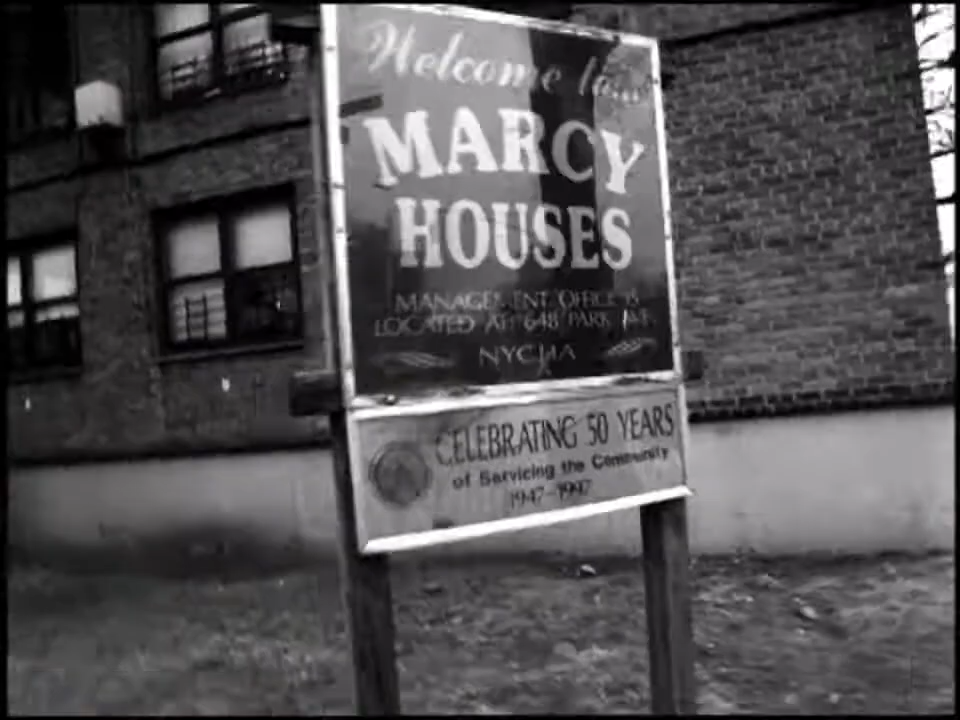 Welcome to
MARCY
HOUSES
MANAGEMENT OFFICE IS
LOCATED AT: 648 PARK AVE.
NYCHA
CELEBRATING 50 YEARS
of Servicing the Community
1947-1997